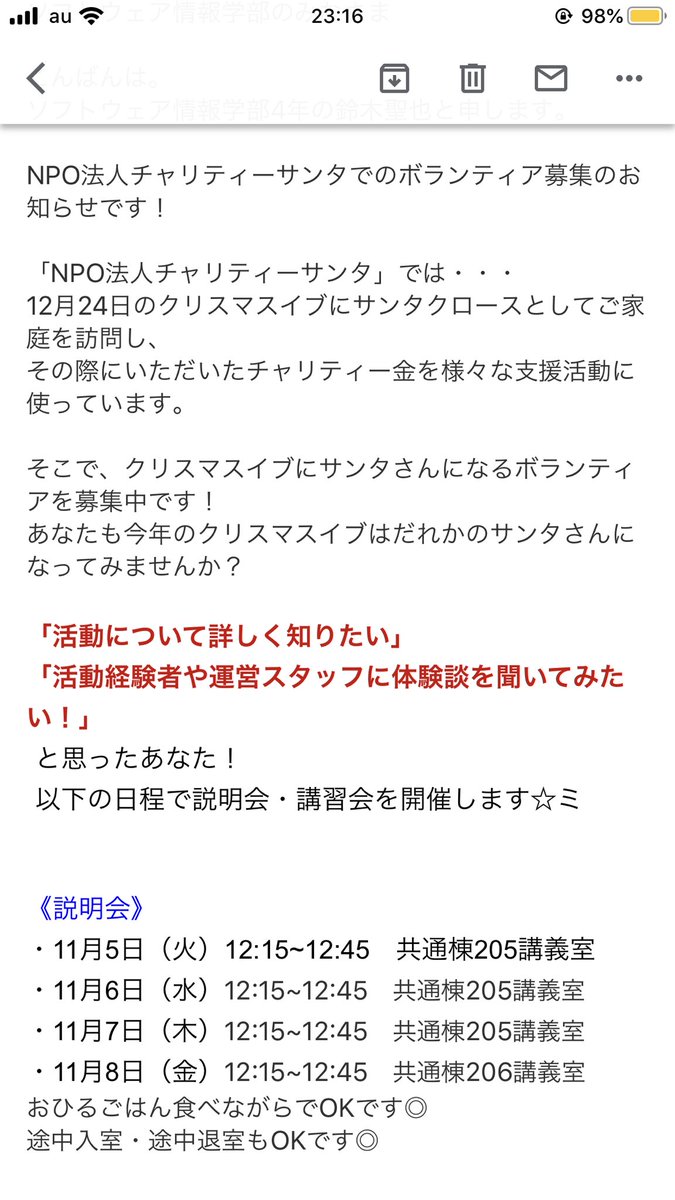 ソフトウェア情報学部のみ
ま
au 23:16 98%
んばんは。
ソフトウェア情報学部4年の鈴木聖也と申します。
NPO法人チャリティーサンタでのボランティア募集のお
知らせです！
「NPO法人チャリティーサンタ」では・・・
12月24日のクリスマスイブにサンタクロースとしてご家
庭を訪問し、
その際にいただいたチャリティー金を様々な支援活動に
使っています。
そこで、クリスマスイブにサンタさんになるボランティ
アを募集中です！
あなたも今年のクリスマスイブはだれかのサンタさんに
なってみませんか？
「活動について詳しく知りたい」
「活動経験者や運営スタッフに体験談を聞いてみた
い！」
と思ったあなた！
以下の日程で説明会・講習会を開催します☆ミ
《説明会》
・11月5日（火）12:15~12:45　共通棟205講義室
・11月6日（水）12:15~12:45　共通棟205講義室
・11月7日（木）12:15~12:45　共通棟205講義室
・11月8日（金）12:15~12:45　共通棟206講義室
おひるごはん食べながらでOKです◎
途中入室・途中退室もOKです◎